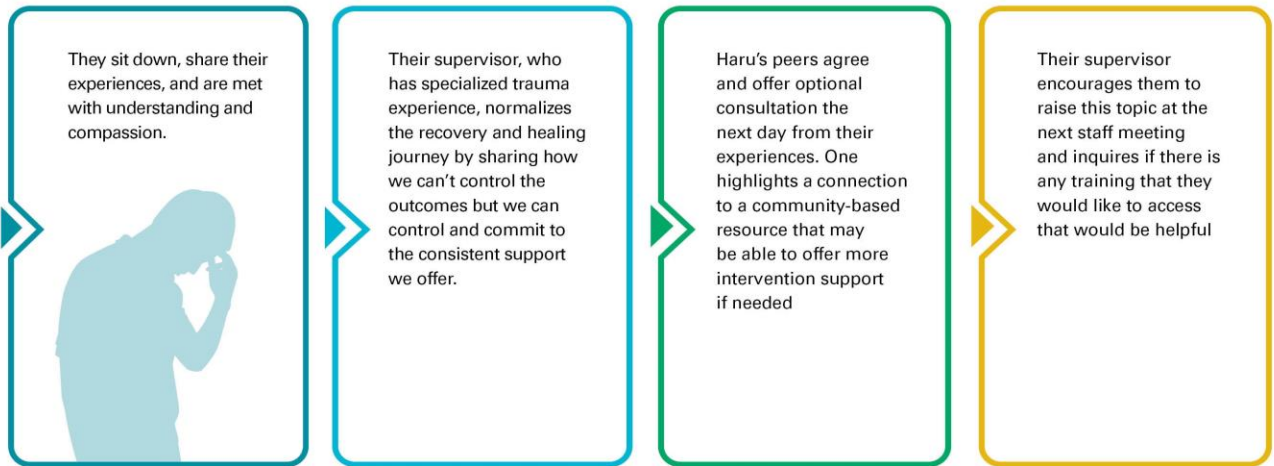 They sit down, share their
experiences, and are met
with understanding and
compassion.
Their supervisor, who
has specialized trauma
experience, normalizes
the recovery and healing
journey by sharing how
we can’t control the
outcomes but we can
control and commit to
the consistent support
we offer.
Haru’s peers agree
and offer optional
consultation the
next day from their
experiences. One
highlights a connection
to a community-based
resource that may
be able to offer more
intervention support
if needed
Their supervisor
encourages them to
raise this topic at the
next staff meeting
and inquires if there is
any training that they
would like to access
that would be helpful